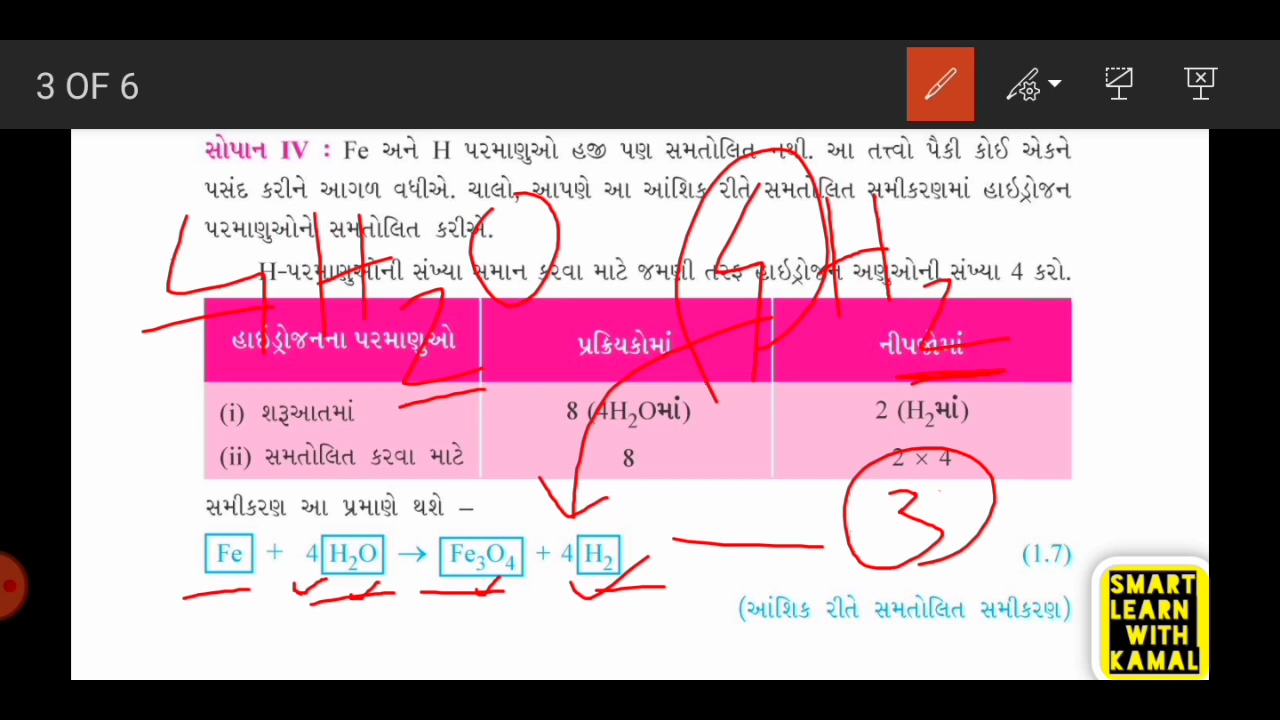 3 OF 6
સોપાન IV : Fe અને H પરમાણુઓ હજી પણ સમતોલિત નથી. આ તત્ત્વો પૈકી કોઈ એકને
પસંદ કરીને આગળ વધીએ. ચાલો, આપણે આ આંશિક રીતે સમતોલિત સમીકરણમાં હાઇડ્રોજન
પરમાણુઓને સમતોલિત કરીએ.
4H₂O 4H₂
H-પરમાણુઓની સંખ્યા સમાન કરવા માટે જમણી તરફ હાઇડ્રોજન અણુઓની સંખ્યા 4 કરો.
હાઇડ્રોજનના પરમાણુઓ પ્રક્રિયકોમાં નીપજોમાં
(i) શરૂઆતમાં 8 (4H₂Oમાં) 2 (H₂માં)
(ii) સમતોલિત કરવા માટે 8 2 × 4
સમીકરણ આ પ્રમાણે થશે –
3
Fe + 4 H₂O → Fe₃O₄ + 4 H₂ (1.7)
(આંશિક રીતે સમતોલિત સમીકરણ)
SMART
LEARN
WITH
KAMAL